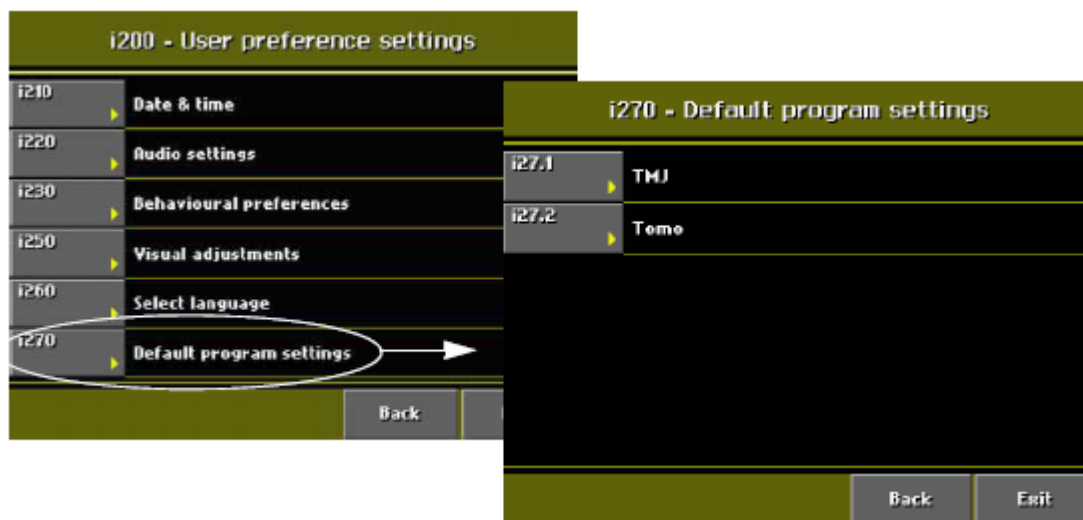 i200 - User preference settings
i210 Date & time
i220 Audio settings
i230 Behavioural preferences
i250 Visual adjustments
i260 Select language
i270 Default program settings
Back
i270 - Default program settings
i27.1 TMJ
i27.2 Tomo
Back Exit